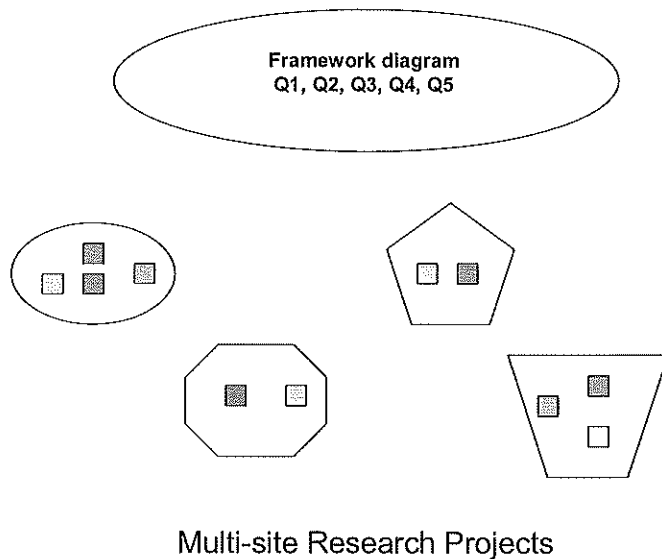 Framework diagram
Q1, Q2, Q3, Q4, Q5
Multi-site Research Projects